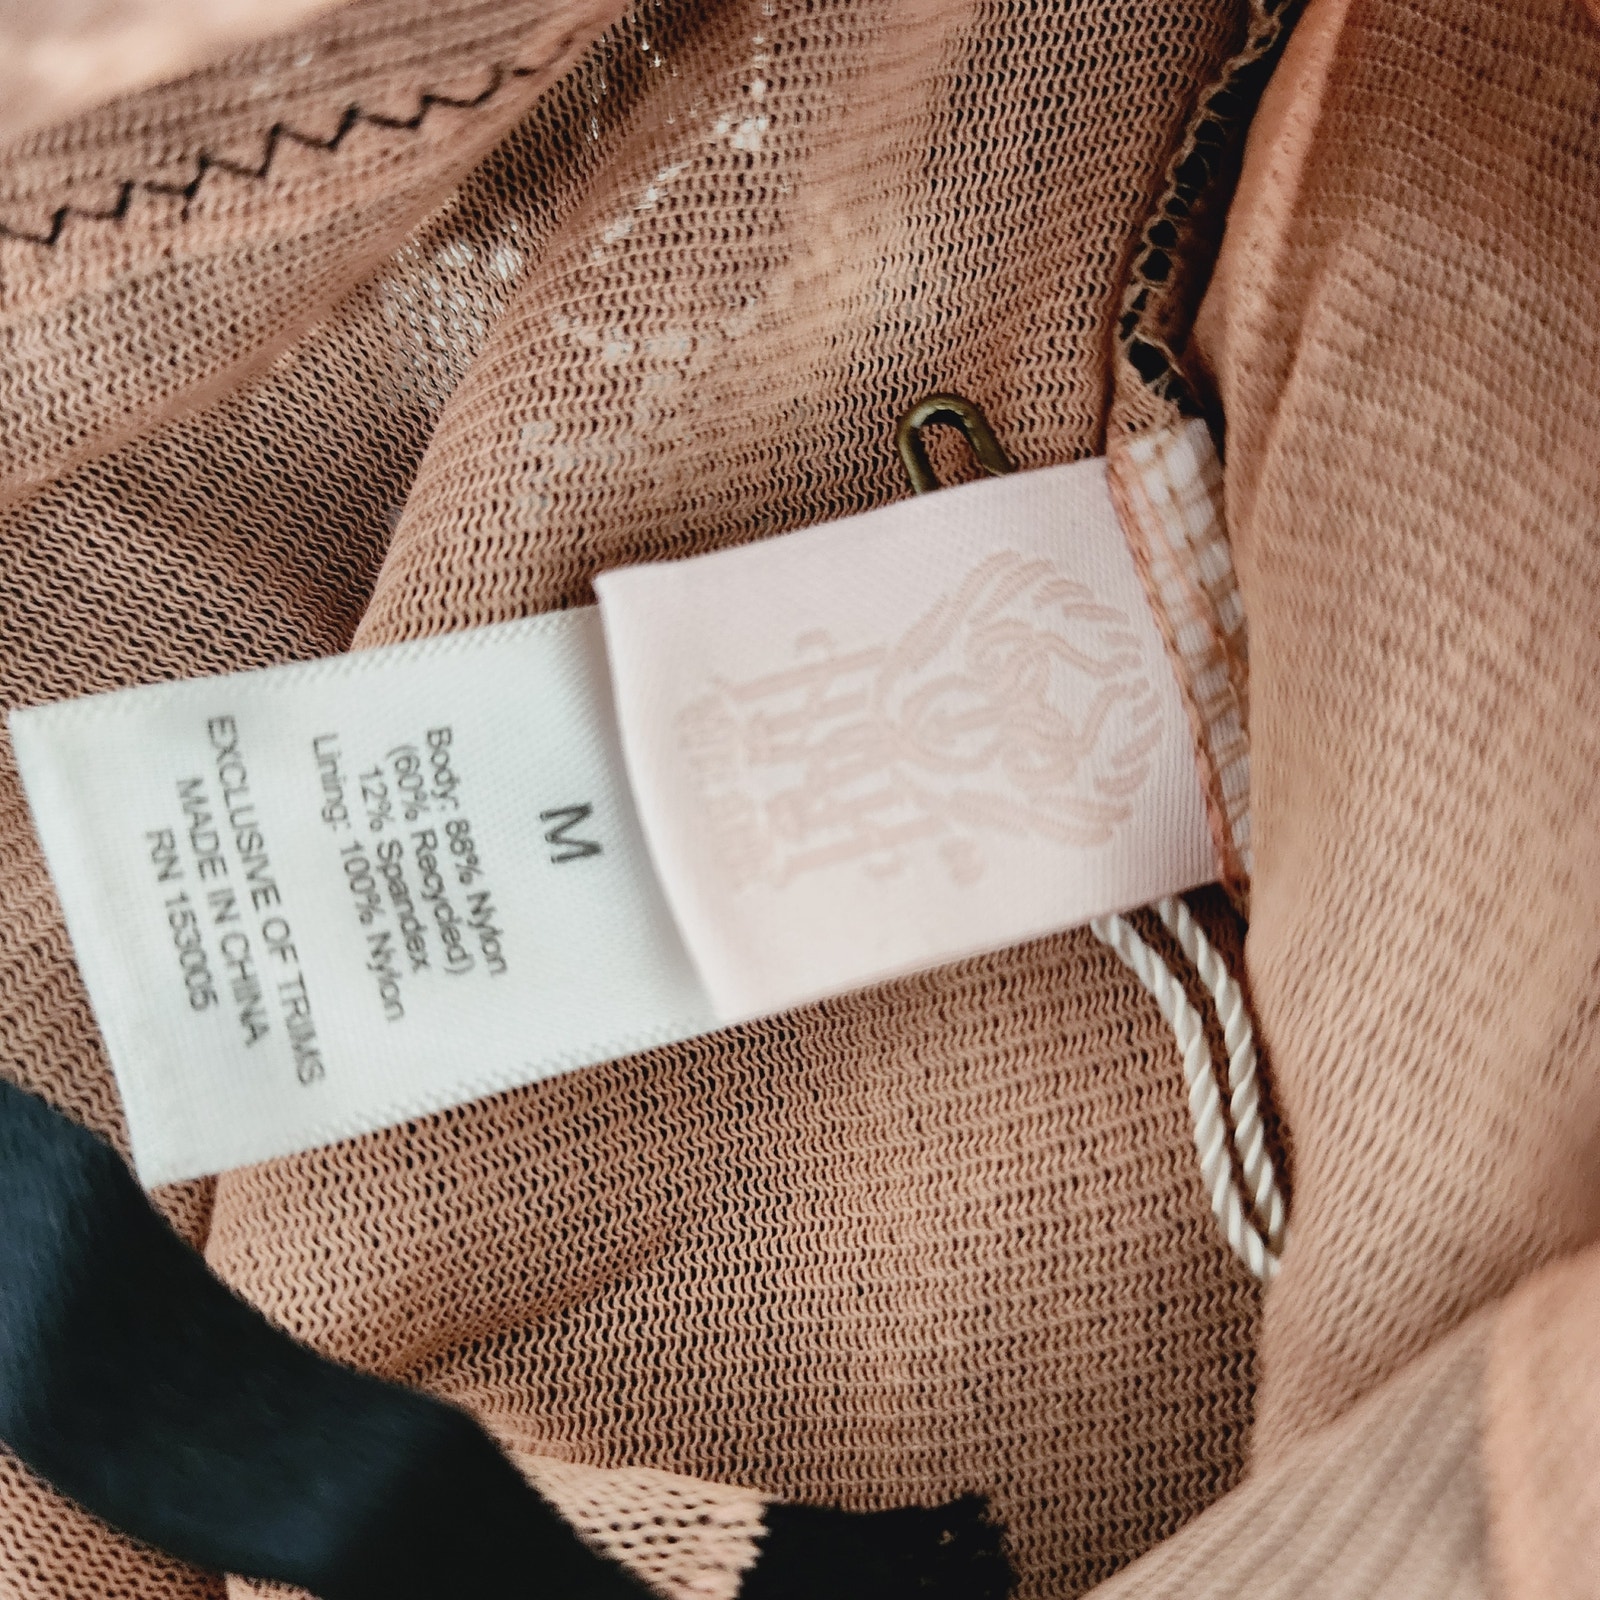 M
Body: 88% Nylon
(60% Recycled)
12% Spandex
Lining: 100% Nylon
EXCLUSIVE OF TRIMS
MADE IN CHINA
RN 153005